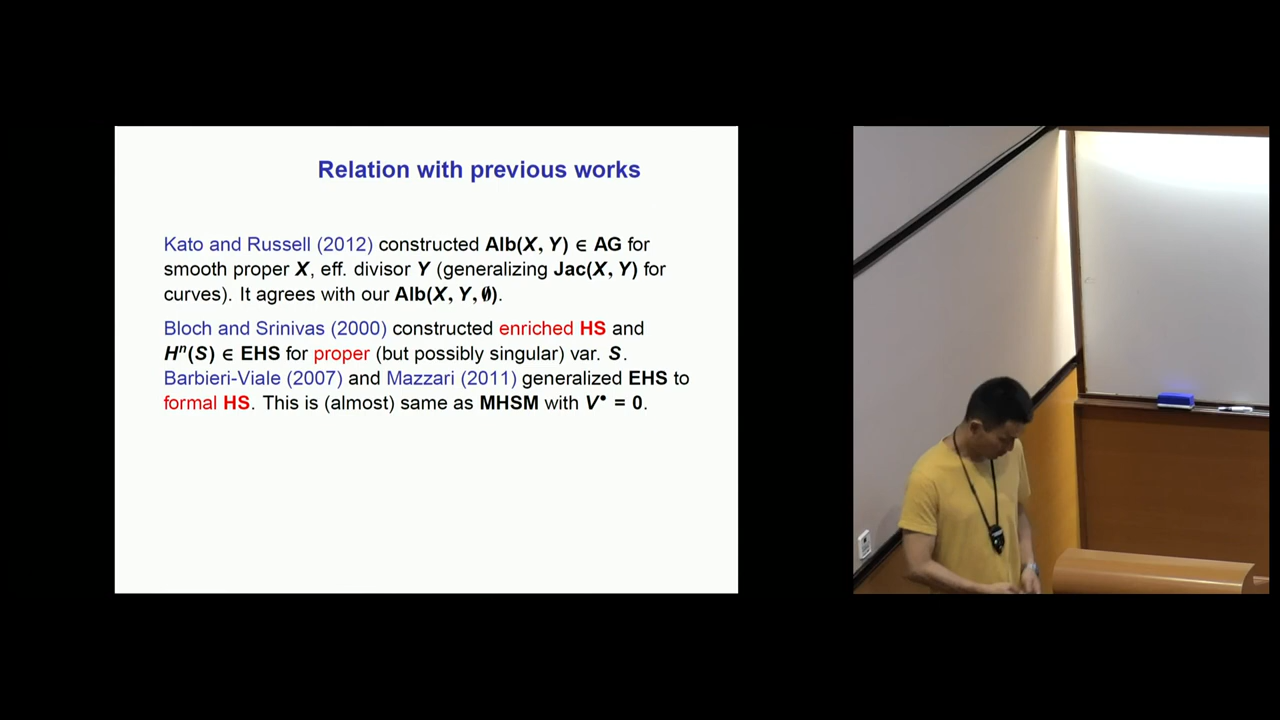 Relation with previous works
Kato and Russell (2012) constructed Alb(X, Y) ∈ AG for
smooth proper X, eff. divisor Y (generalizing Jac(X, Y) for
curves). It agrees with our Alb(X, Y, ∅).
Bloch and Srinivas (2000) constructed enriched HS and
Hⁿ(S) ∈ EHS for proper (but possibly singular) var. S.
Barbieri-Viale (2007) and Mazzari (2011) generalized EHS to
formal HS. This is (almost) same as MHSM with V• = 0.